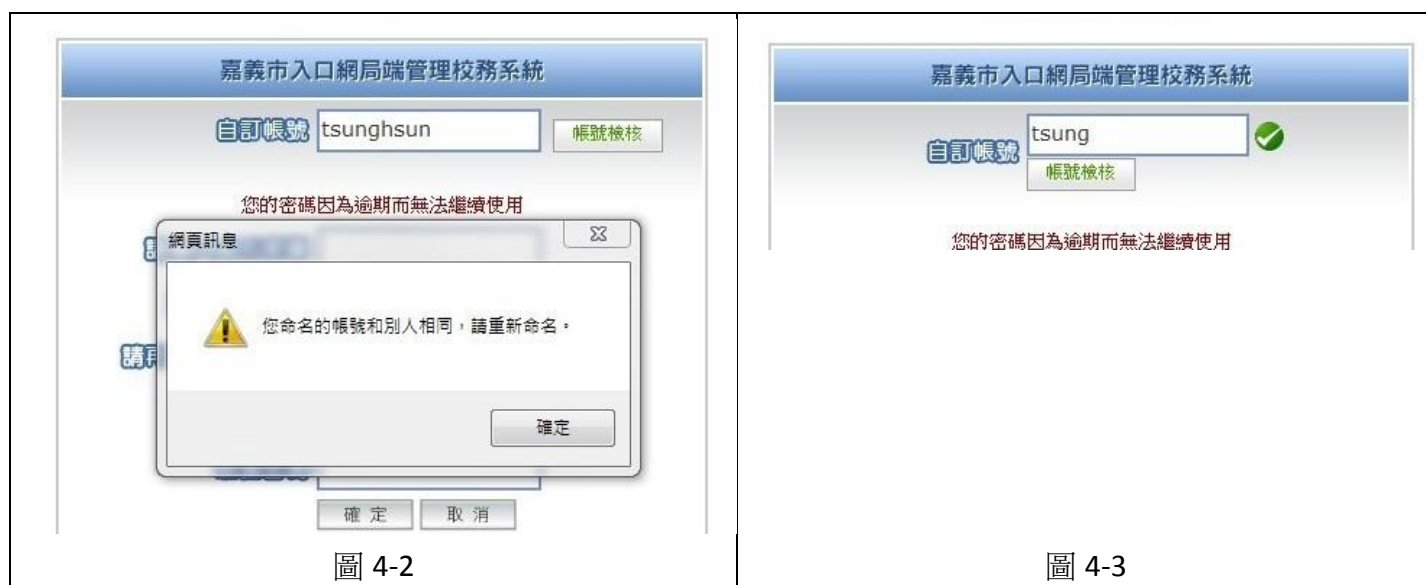 嘉義市入口網局端管理校務系統
自訂帳號 tsunghsun 帳號檢核
您的密碼因為逾期而無法繼續使用
網頁訊息
您命名的帳號和別人相同，請重新命名。
請再
確定
確 定 取 消
圖 4-2
嘉義市入口網局端管理校務系統
tsung
自訂帳號
帳號檢核
您的密碼因為逾期而無法繼續使用
圖 4-3